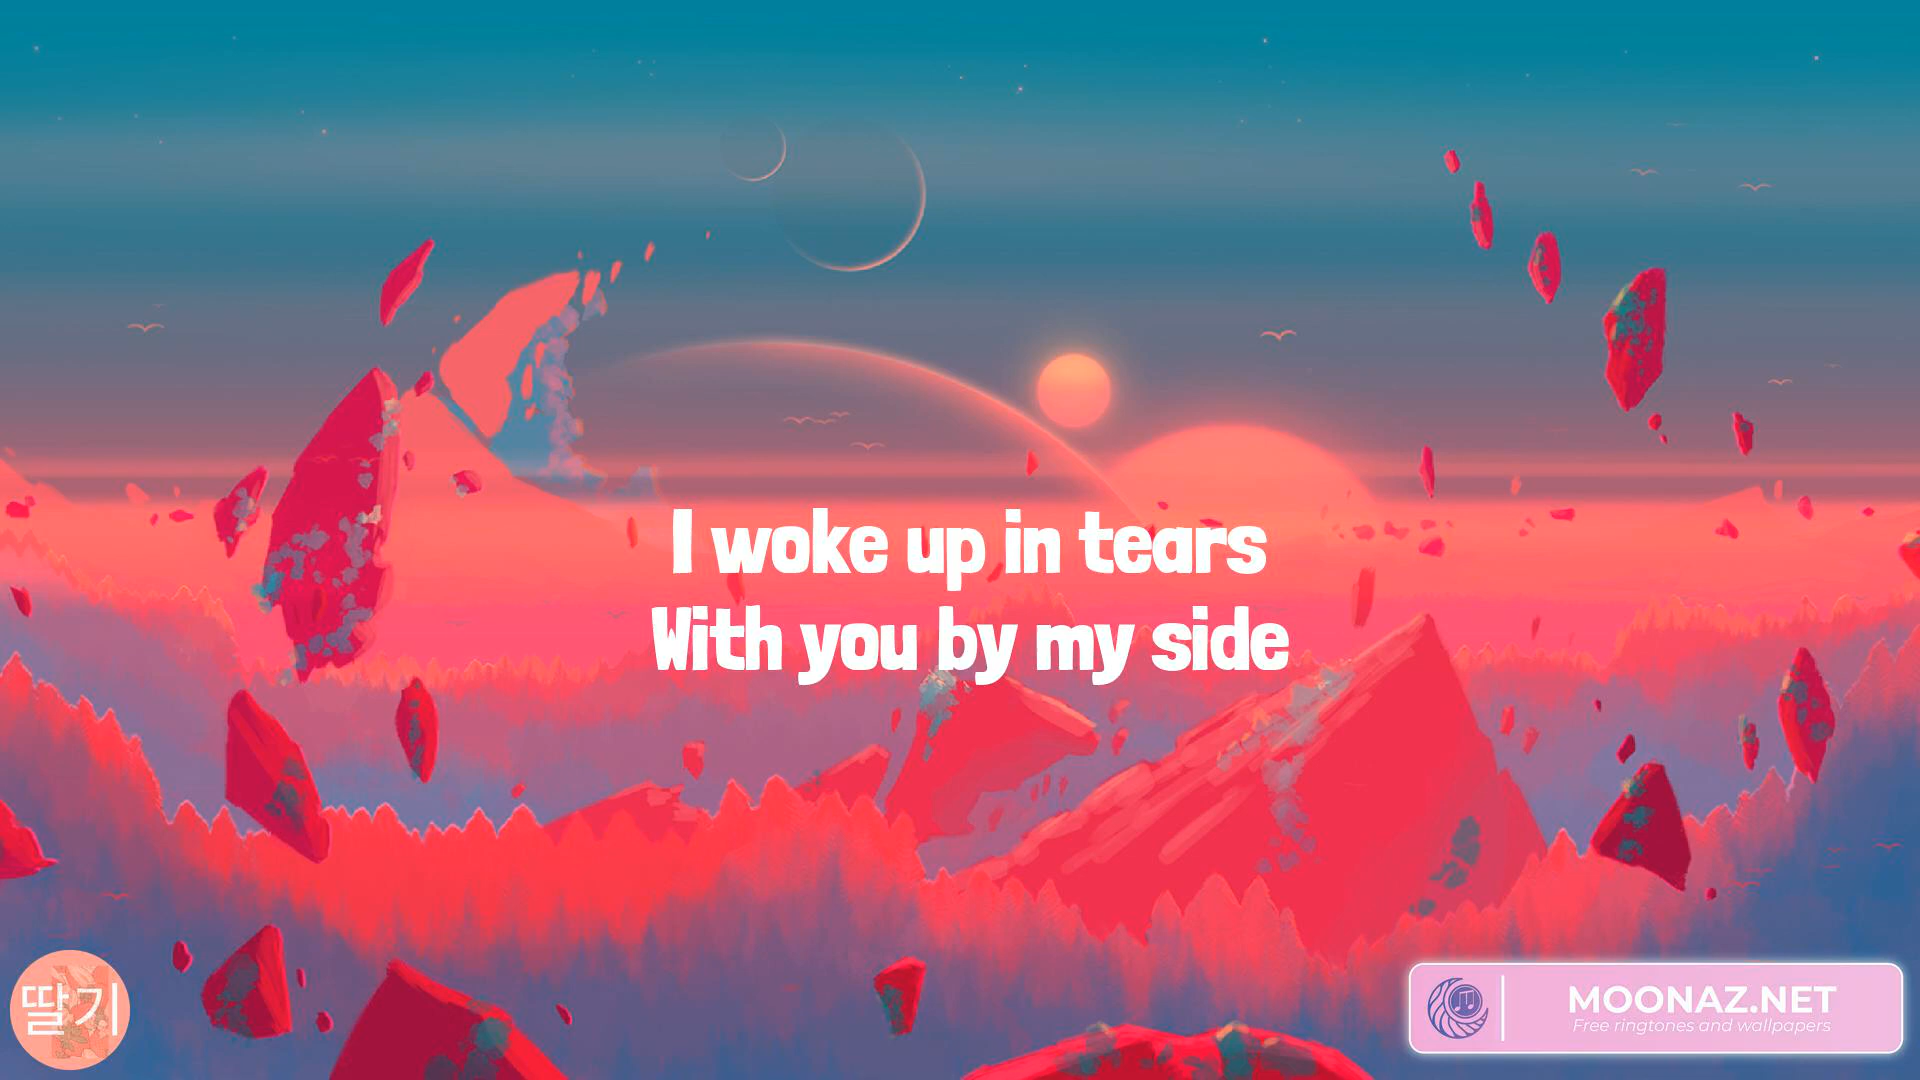 I woke up in tears
With you by my side
딸기
MOONAZ.NET
Free ringtones and wallpapers